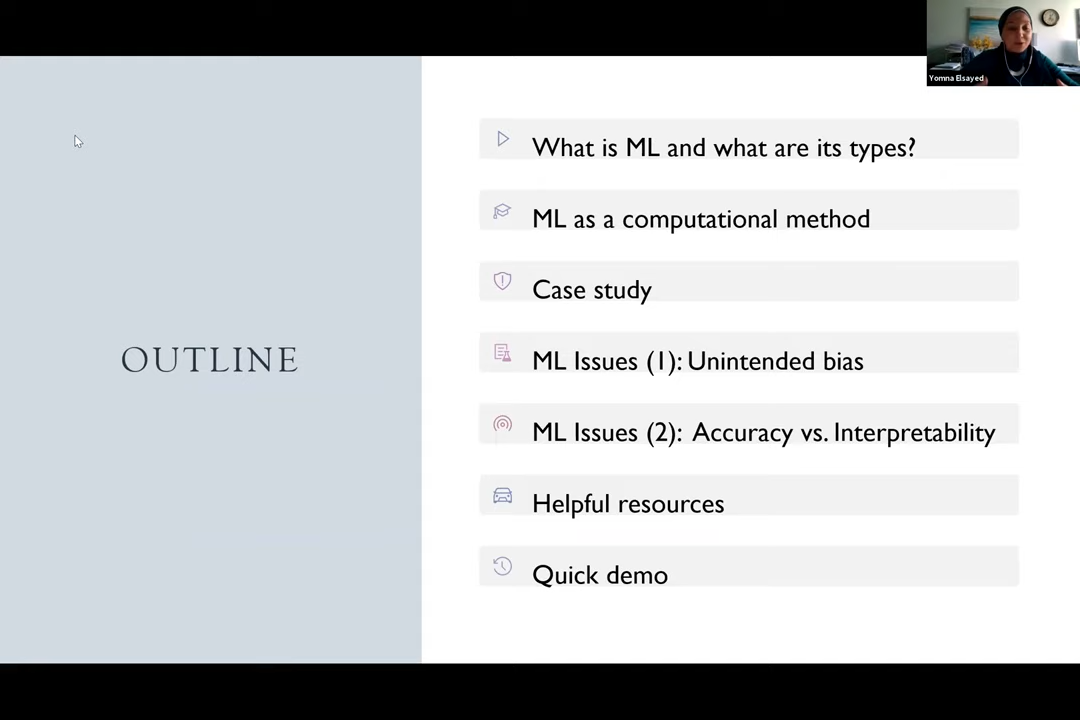 Yomna Elsayed
OUTLINE
What is ML and what are its types?
ML as a computational method
Case study
ML Issues (1): Unintended bias
ML Issues (2): Accuracy vs. Interpretability
Helpful resources
Quick demo